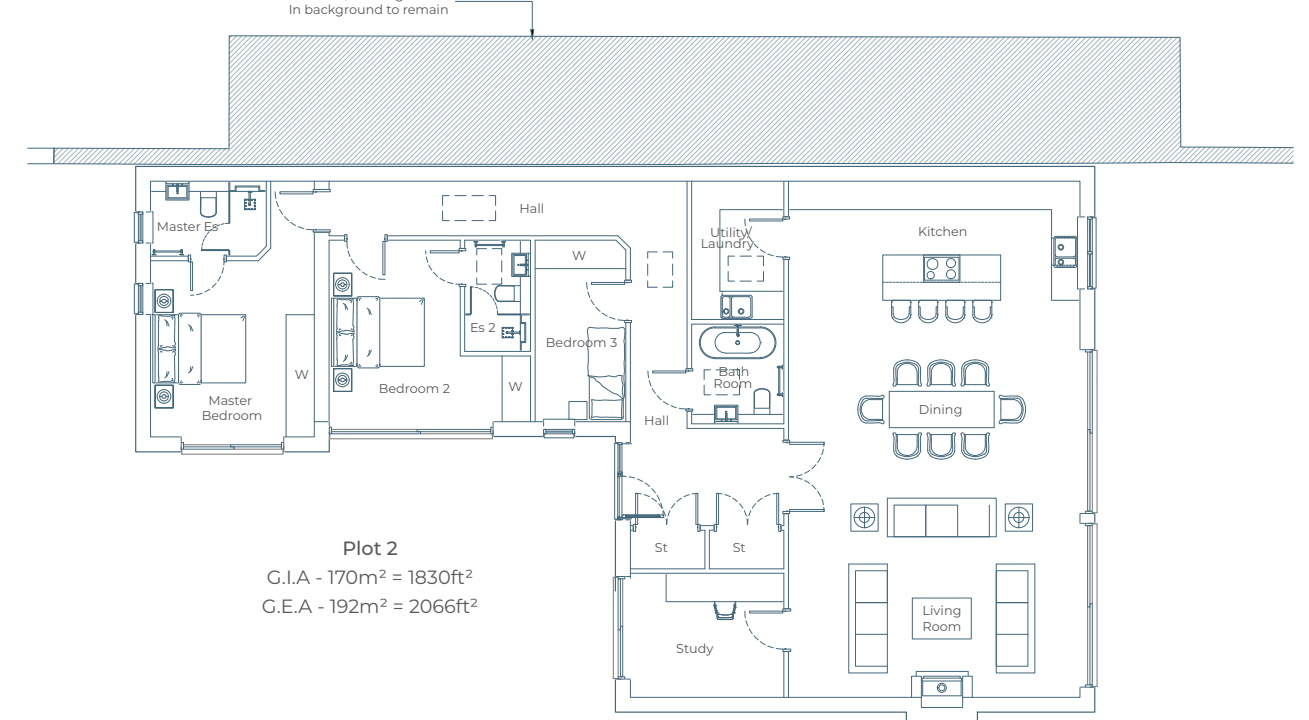 In background to remain
Hall
Master Es
Utility/
Laundry
Kitchen
W
Es 2
Bedroom 3
W
Bath
Room
Bedroom 2
W
Master
Bedroom
Hall
Dining
Plot 2
G.I.A - 170m² = 1830ft²
G.E.A - 192m² = 2066ft²
St
St
Living
Room
Study